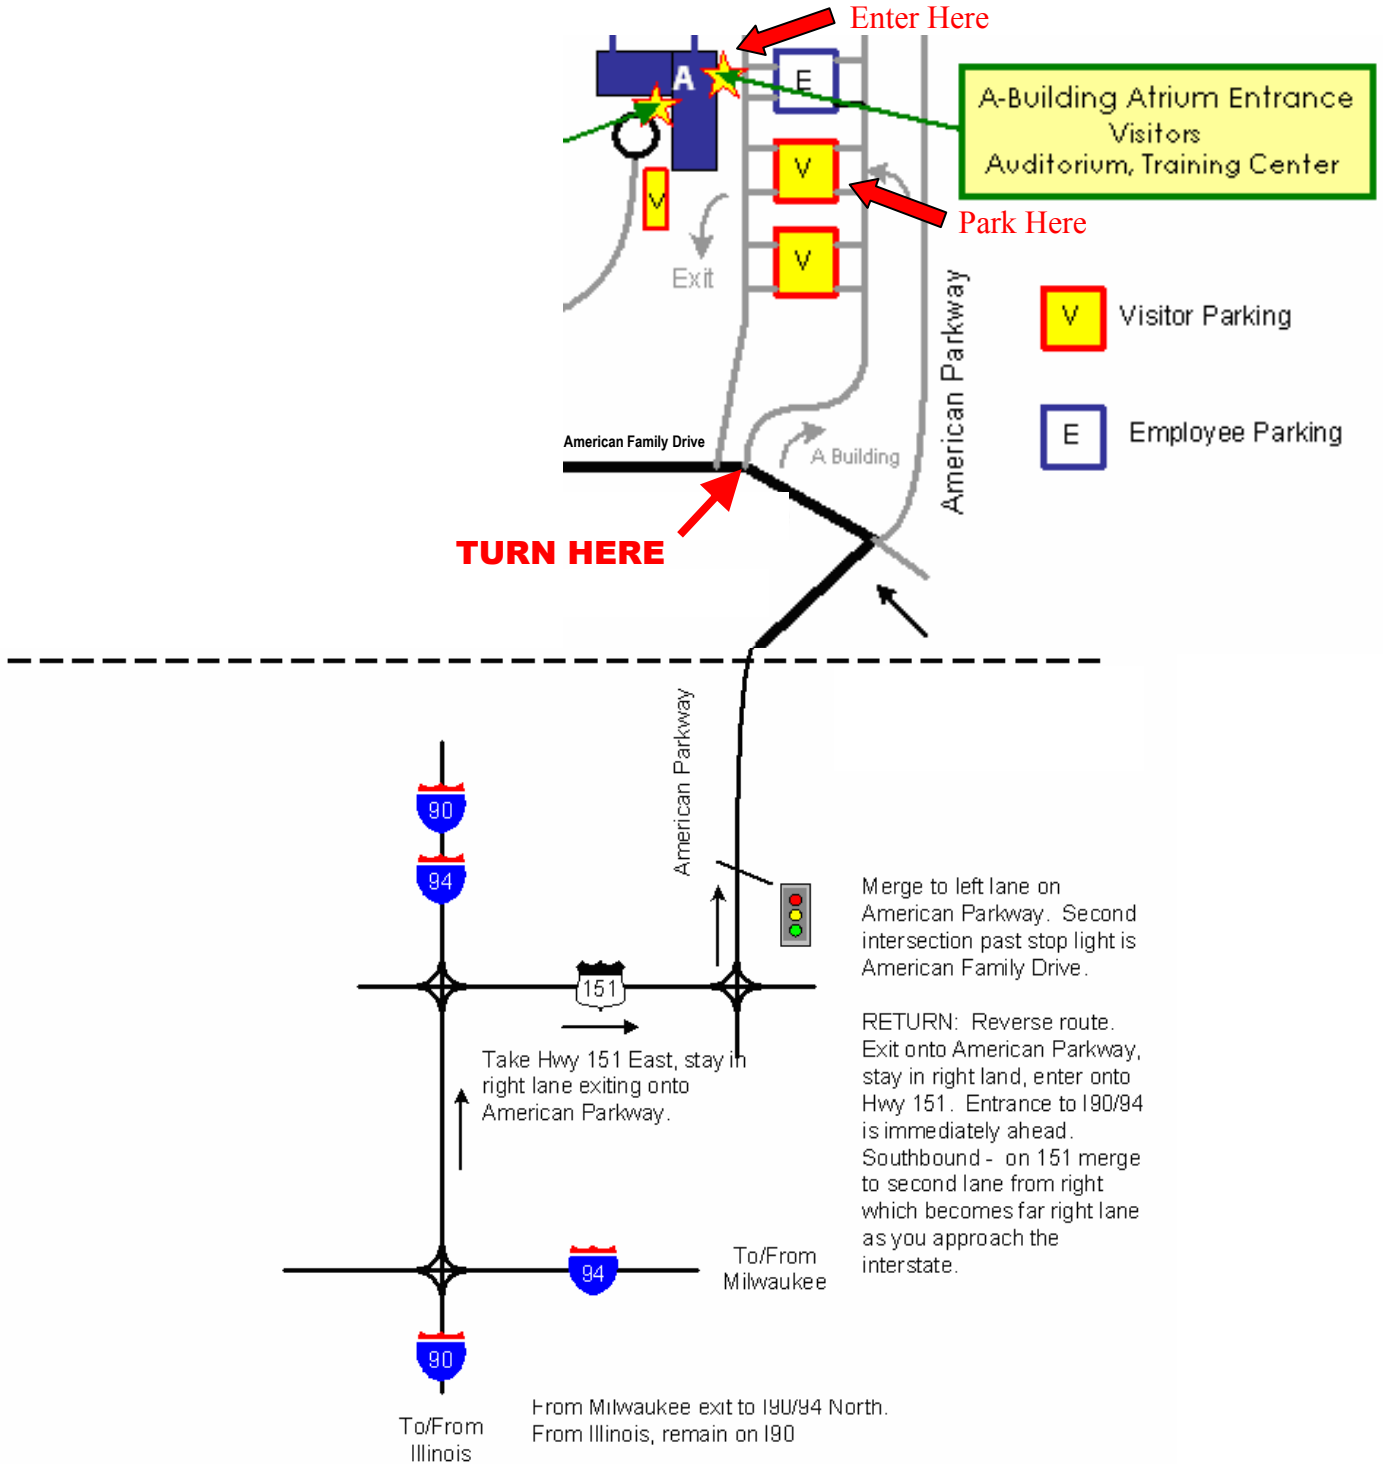 Enter Here
A
E
A-Building Atrium Entrance
Visitors
Auditorium, Training Center
V
V
Park Here
V
Exit
American Parkway
V
Visitor Parking
E
Employee Parking
American Family Drive
A Building
TURN HERE
American Parkway
90
94
151
Take Hwy 151 East, stay in
right lane exiting onto
American Parkway.
Merge to left lane on
American Parkway. Second
intersection past stop light is
American Family Drive.
RETURN: Reverse route.
Exit onto American Parkway,
stay in right land, enter onto
Hwy 151. Entrance to I90/94
is immediately ahead.
Southbound - on 151 merge
to second lane from right
which becomes far right lane
as you approach the
interstate.
94
To/From
Milwaukee
90
To/From
Illinois
From Milwaukee exit to I90/94 North.
From Illinois, remain on I90